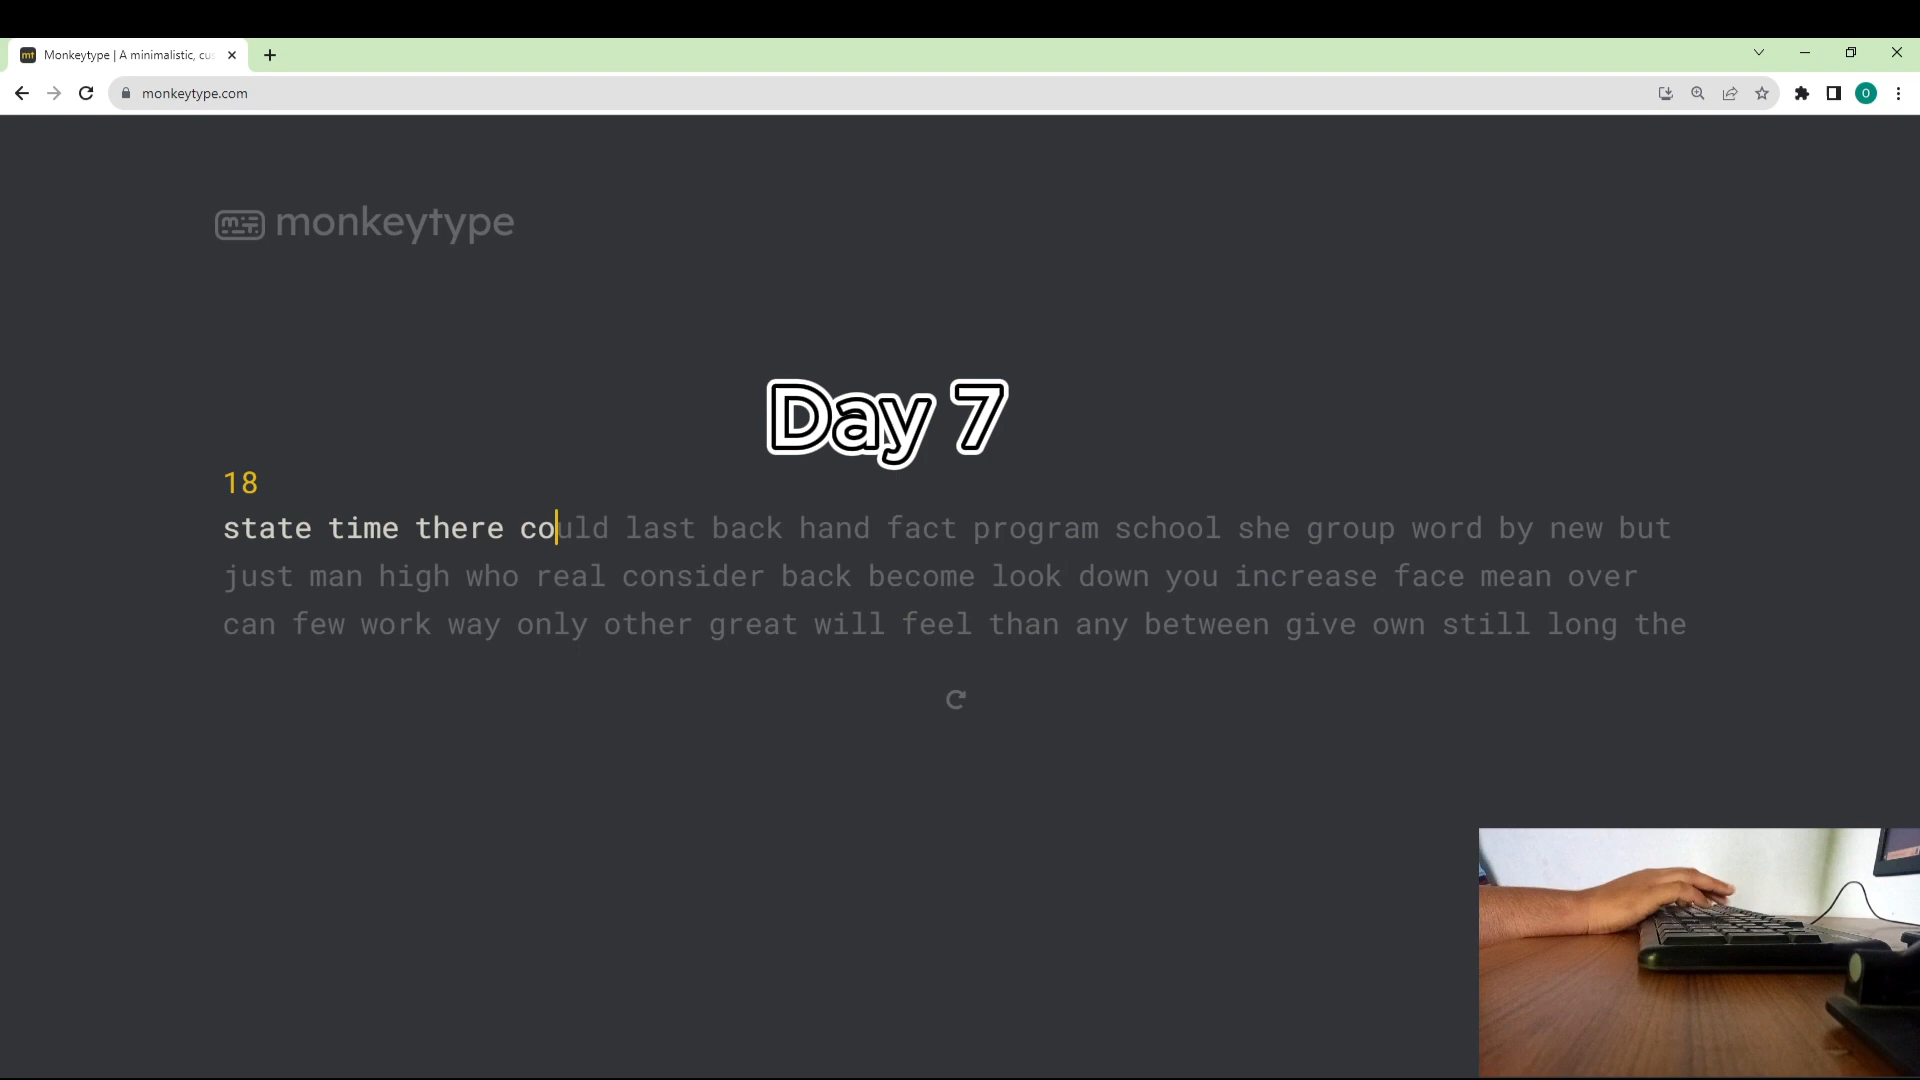 mt Monkeytype | A minimalistic, cus
monkeytype.com
O
monkeytype
Day 7
18
state time there could last back hand fact program school she group word by new but
just man high who real consider back become look down you increase face mean over
can few work way only other great will feel than any between give own still long the